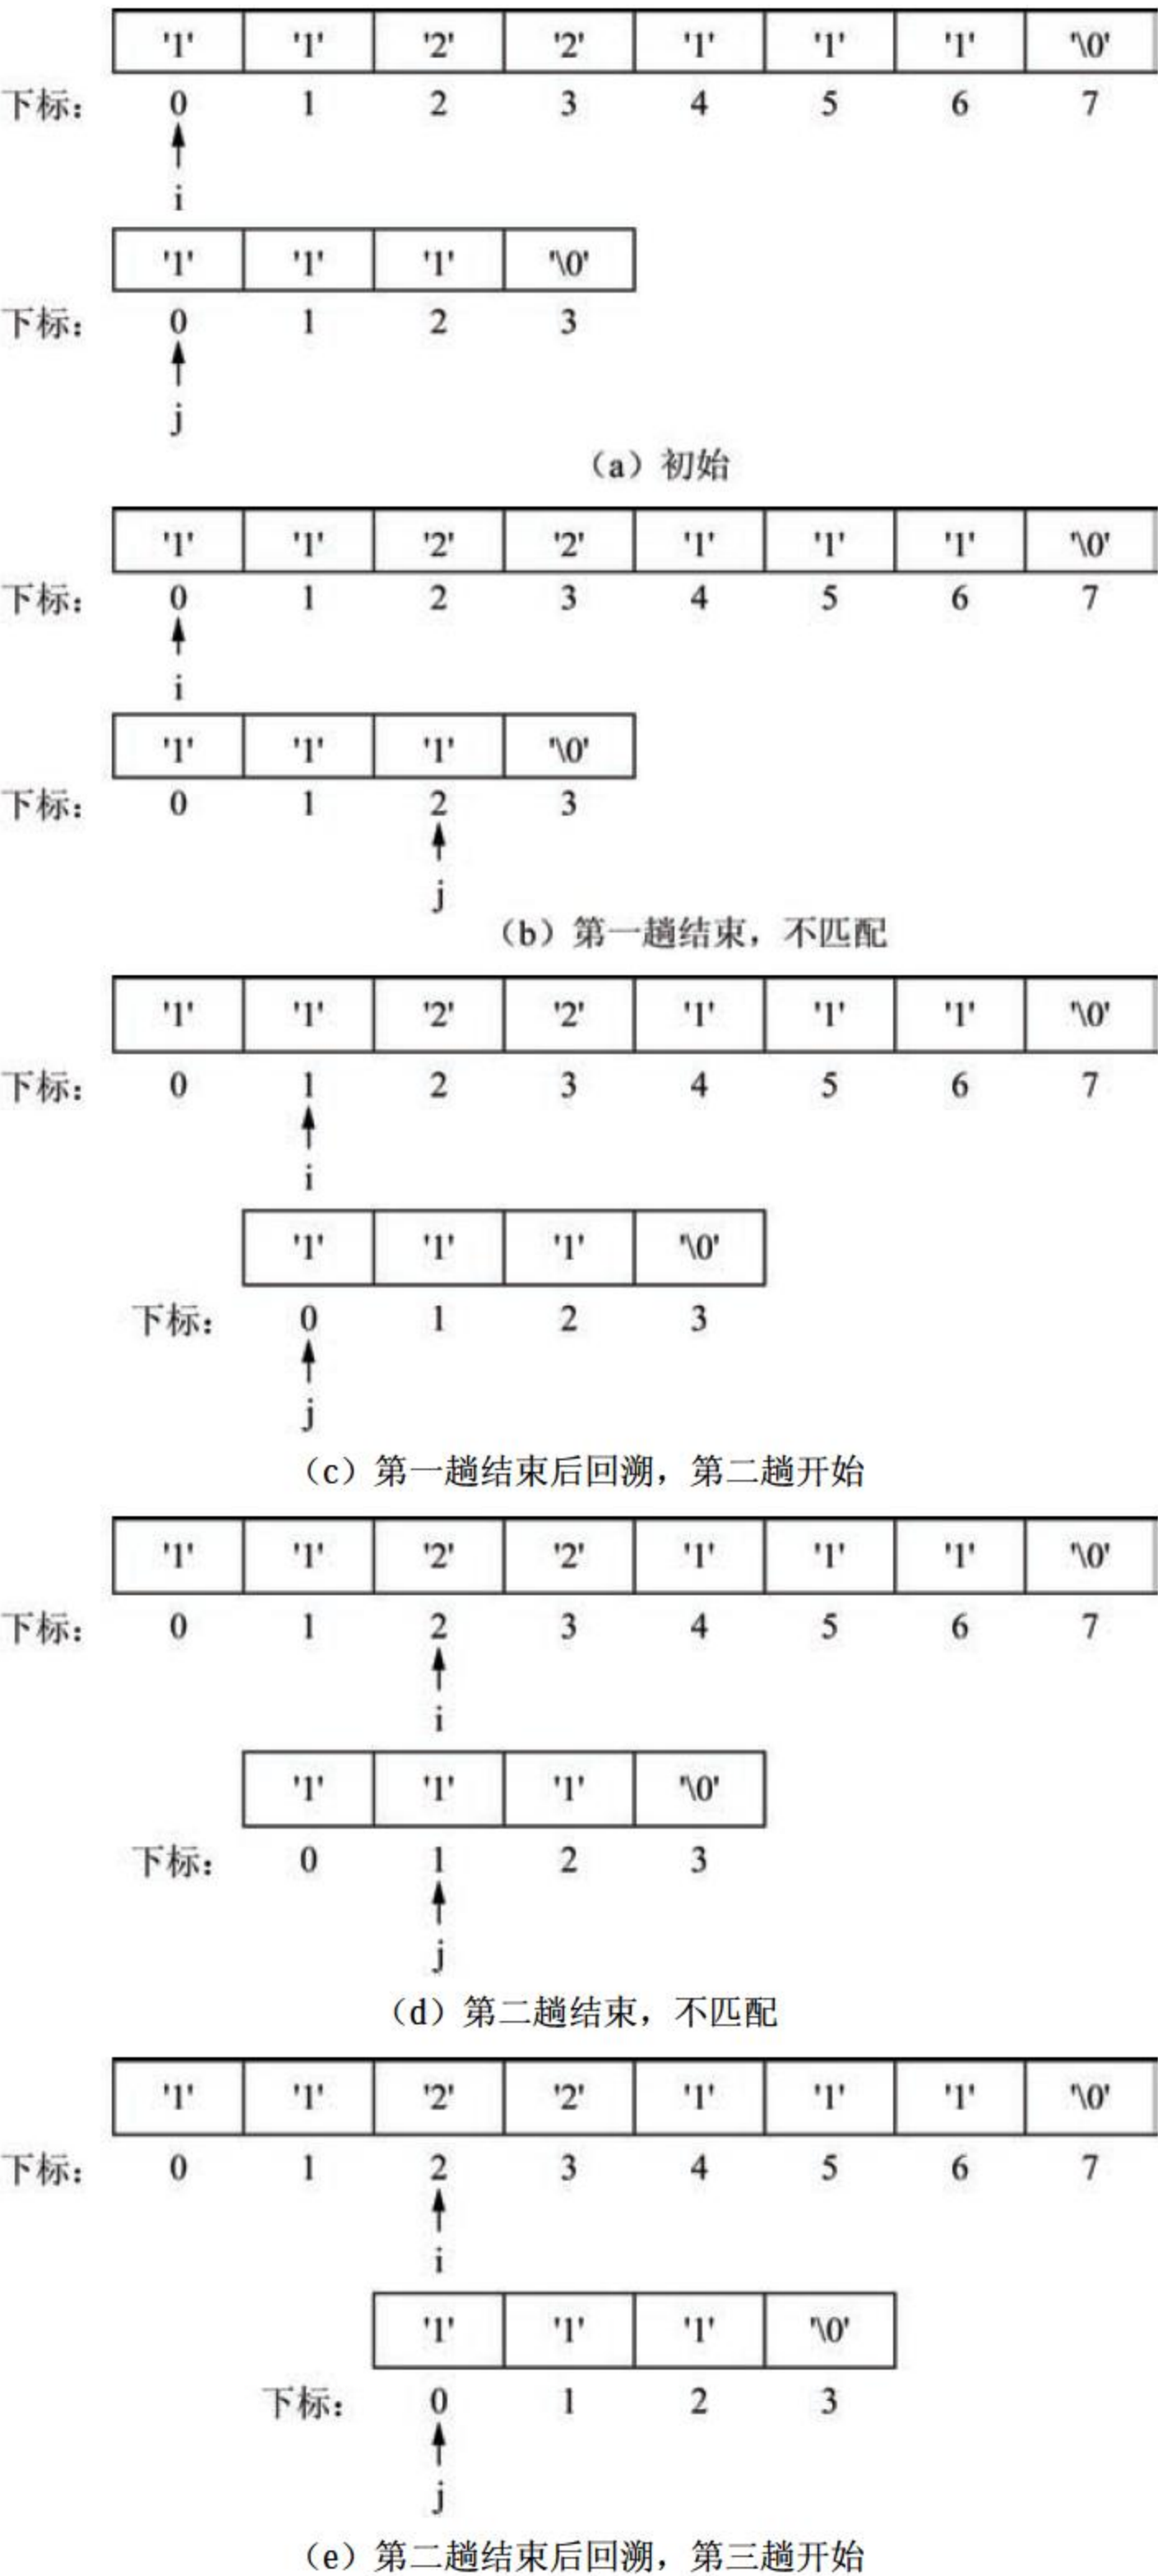 '1' '1' '2' '2' '1' '1' '1' '\0'
下标： 0 1 2 3 4 5 6 7
i
'1' '1' '1' '\0'
下标： 0 1 2 3
j
（a）初始
'1' '1' '2' '2' '1' '1' '1' '\0'
下标： 0 1 2 3 4 5 6 7
i
'1' '1' '1' '\0'
下标： 0 1 2 3
j
（b）第一趟结束，不匹配
'1' '1' '2' '2' '1' '1' '1' '\0'
下标： 0 1 2 3 4 5 6 7
i
'1' '1' '1' '\0'
下标： 0 1 2 3
j
（c）第一趟结束后回溯，第二趟开始
'1' '1' '2' '2' '1' '1' '1' '\0'
下标： 0 1 2 3 4 5 6 7
i
'1' '1' '1' '\0'
下标： 0 1 2 3
j
（d）第二趟结束，不匹配
'1' '1' '2' '2' '1' '1' '1' '\0'
下标： 0 1 2 3 4 5 6 7
i
'1' '1' '1' '\0'
下标： 0 1 2 3
j
（e）第二趟结束后回溯，第三趟开始